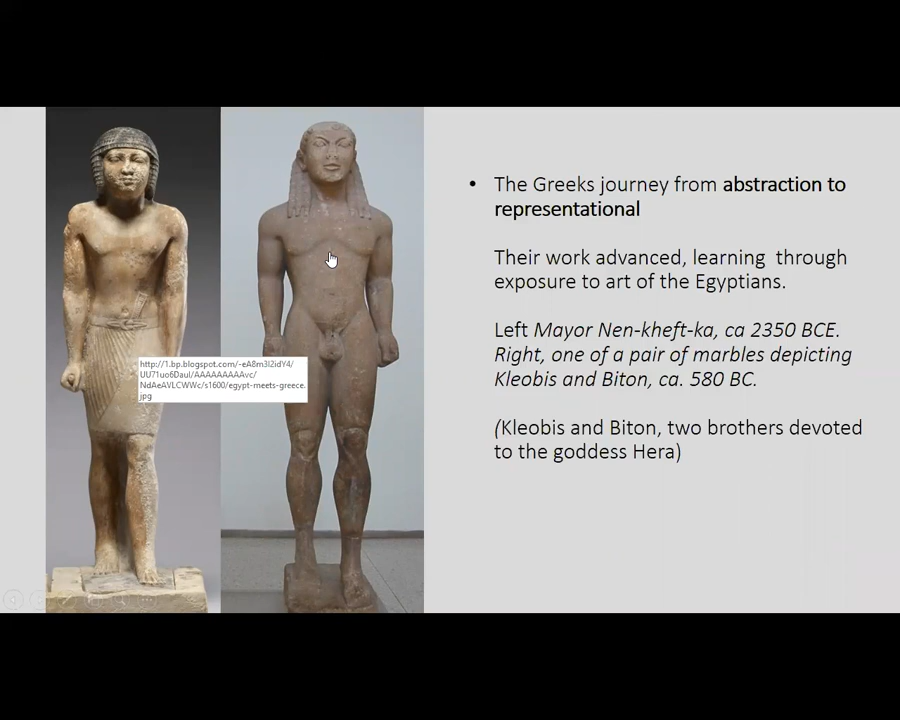 • The Greeks journey from abstraction to
representational
Their work advanced, learning  through
exposure to art of the Egyptians.
Left Mayor Nen-kheft-ka, ca 2350 BCE.
Right, one of a pair of marbles depicting
Kleobis and Biton, ca. 580 BC.
(Kleobis and Biton, two brothers devoted
to the goddess Hera)
http://1.bp.blogspot.com/-eA8m3I2idY4/
UU71uo6DauI/AAAAAAAAAvc/
NdAeAVLCWWc/s1600/egypt-meets-greece.
jpg